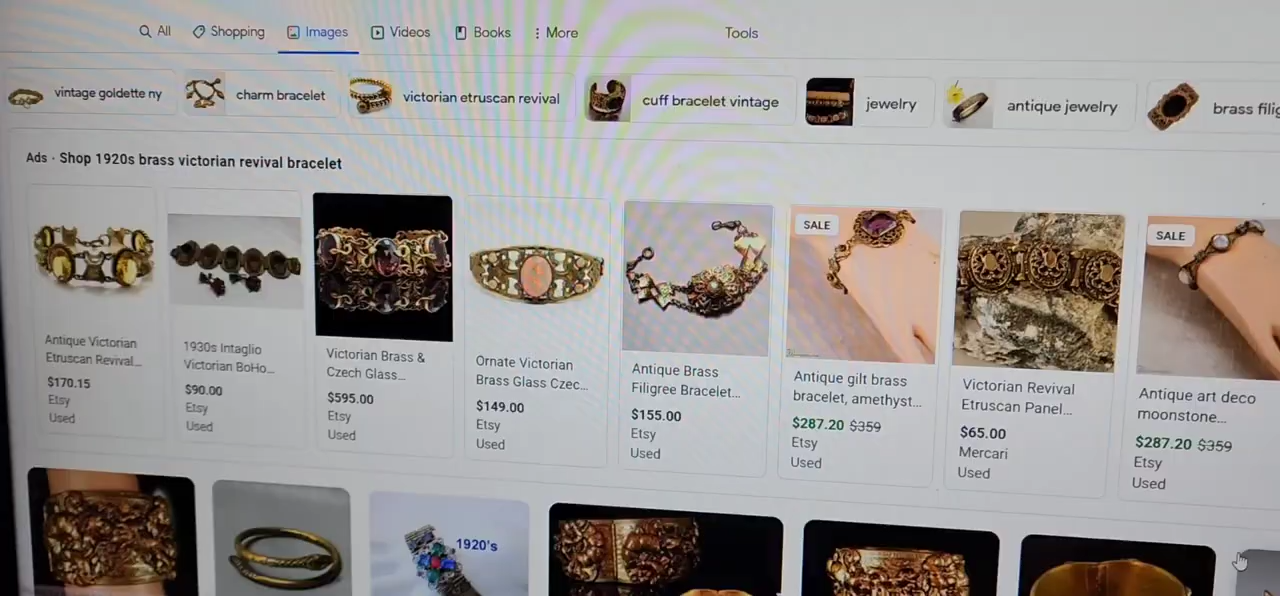 All Shopping Images Videos Books More Tools
vintage goldette ny charm bracelet victorian etruscan revival cuff bracelet vintage jewelry antique jewelry brass filig
Ads · Shop 1920s brass victorian revival bracelet
Antique Victorian
Etruscan Revival...
$170.15
Etsy
Used
1930s Intaglio
Victorian BoHo...
$90.00
Etsy
Used
Victorian Brass &
Czech Glass...
$595.00
Etsy
Used
Ornate Victorian
Brass Glass Czec...
$149.00
Etsy
Used
Antique Brass
Filigree Bracelet...
$155.00
Etsy
Used
SALE
Antique gilt brass
bracelet, amethyst...
$287.20 $359
Etsy
Used
Victorian Revival
Etruscan Panel...
$65.00
Mercari
Used
SALE
Antique art deco
moonstone...
$287.20 $359
Etsy
Used
1920's